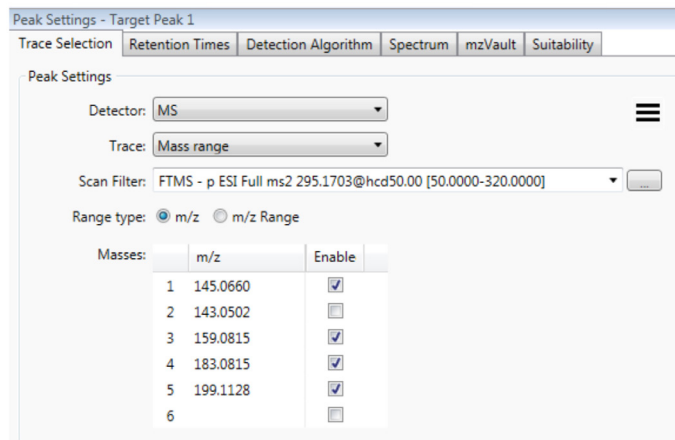 Peak Settings - Target Peak 1
Trace Selection Retention Times Detection Algorithm Spectrum mzVault Suitability
Peak Settings
Detector: MS
Trace: Mass range
Scan Filter: FTMS - p ESI Full ms2 295.1703@hcd50.00 [50.0000-320.0000] ...
Range type: m/z m/z Range
Masses: m/z Enable
1 145.0660
2 143.0502
3 159.0815
4 183.0815
5 199.1128
6